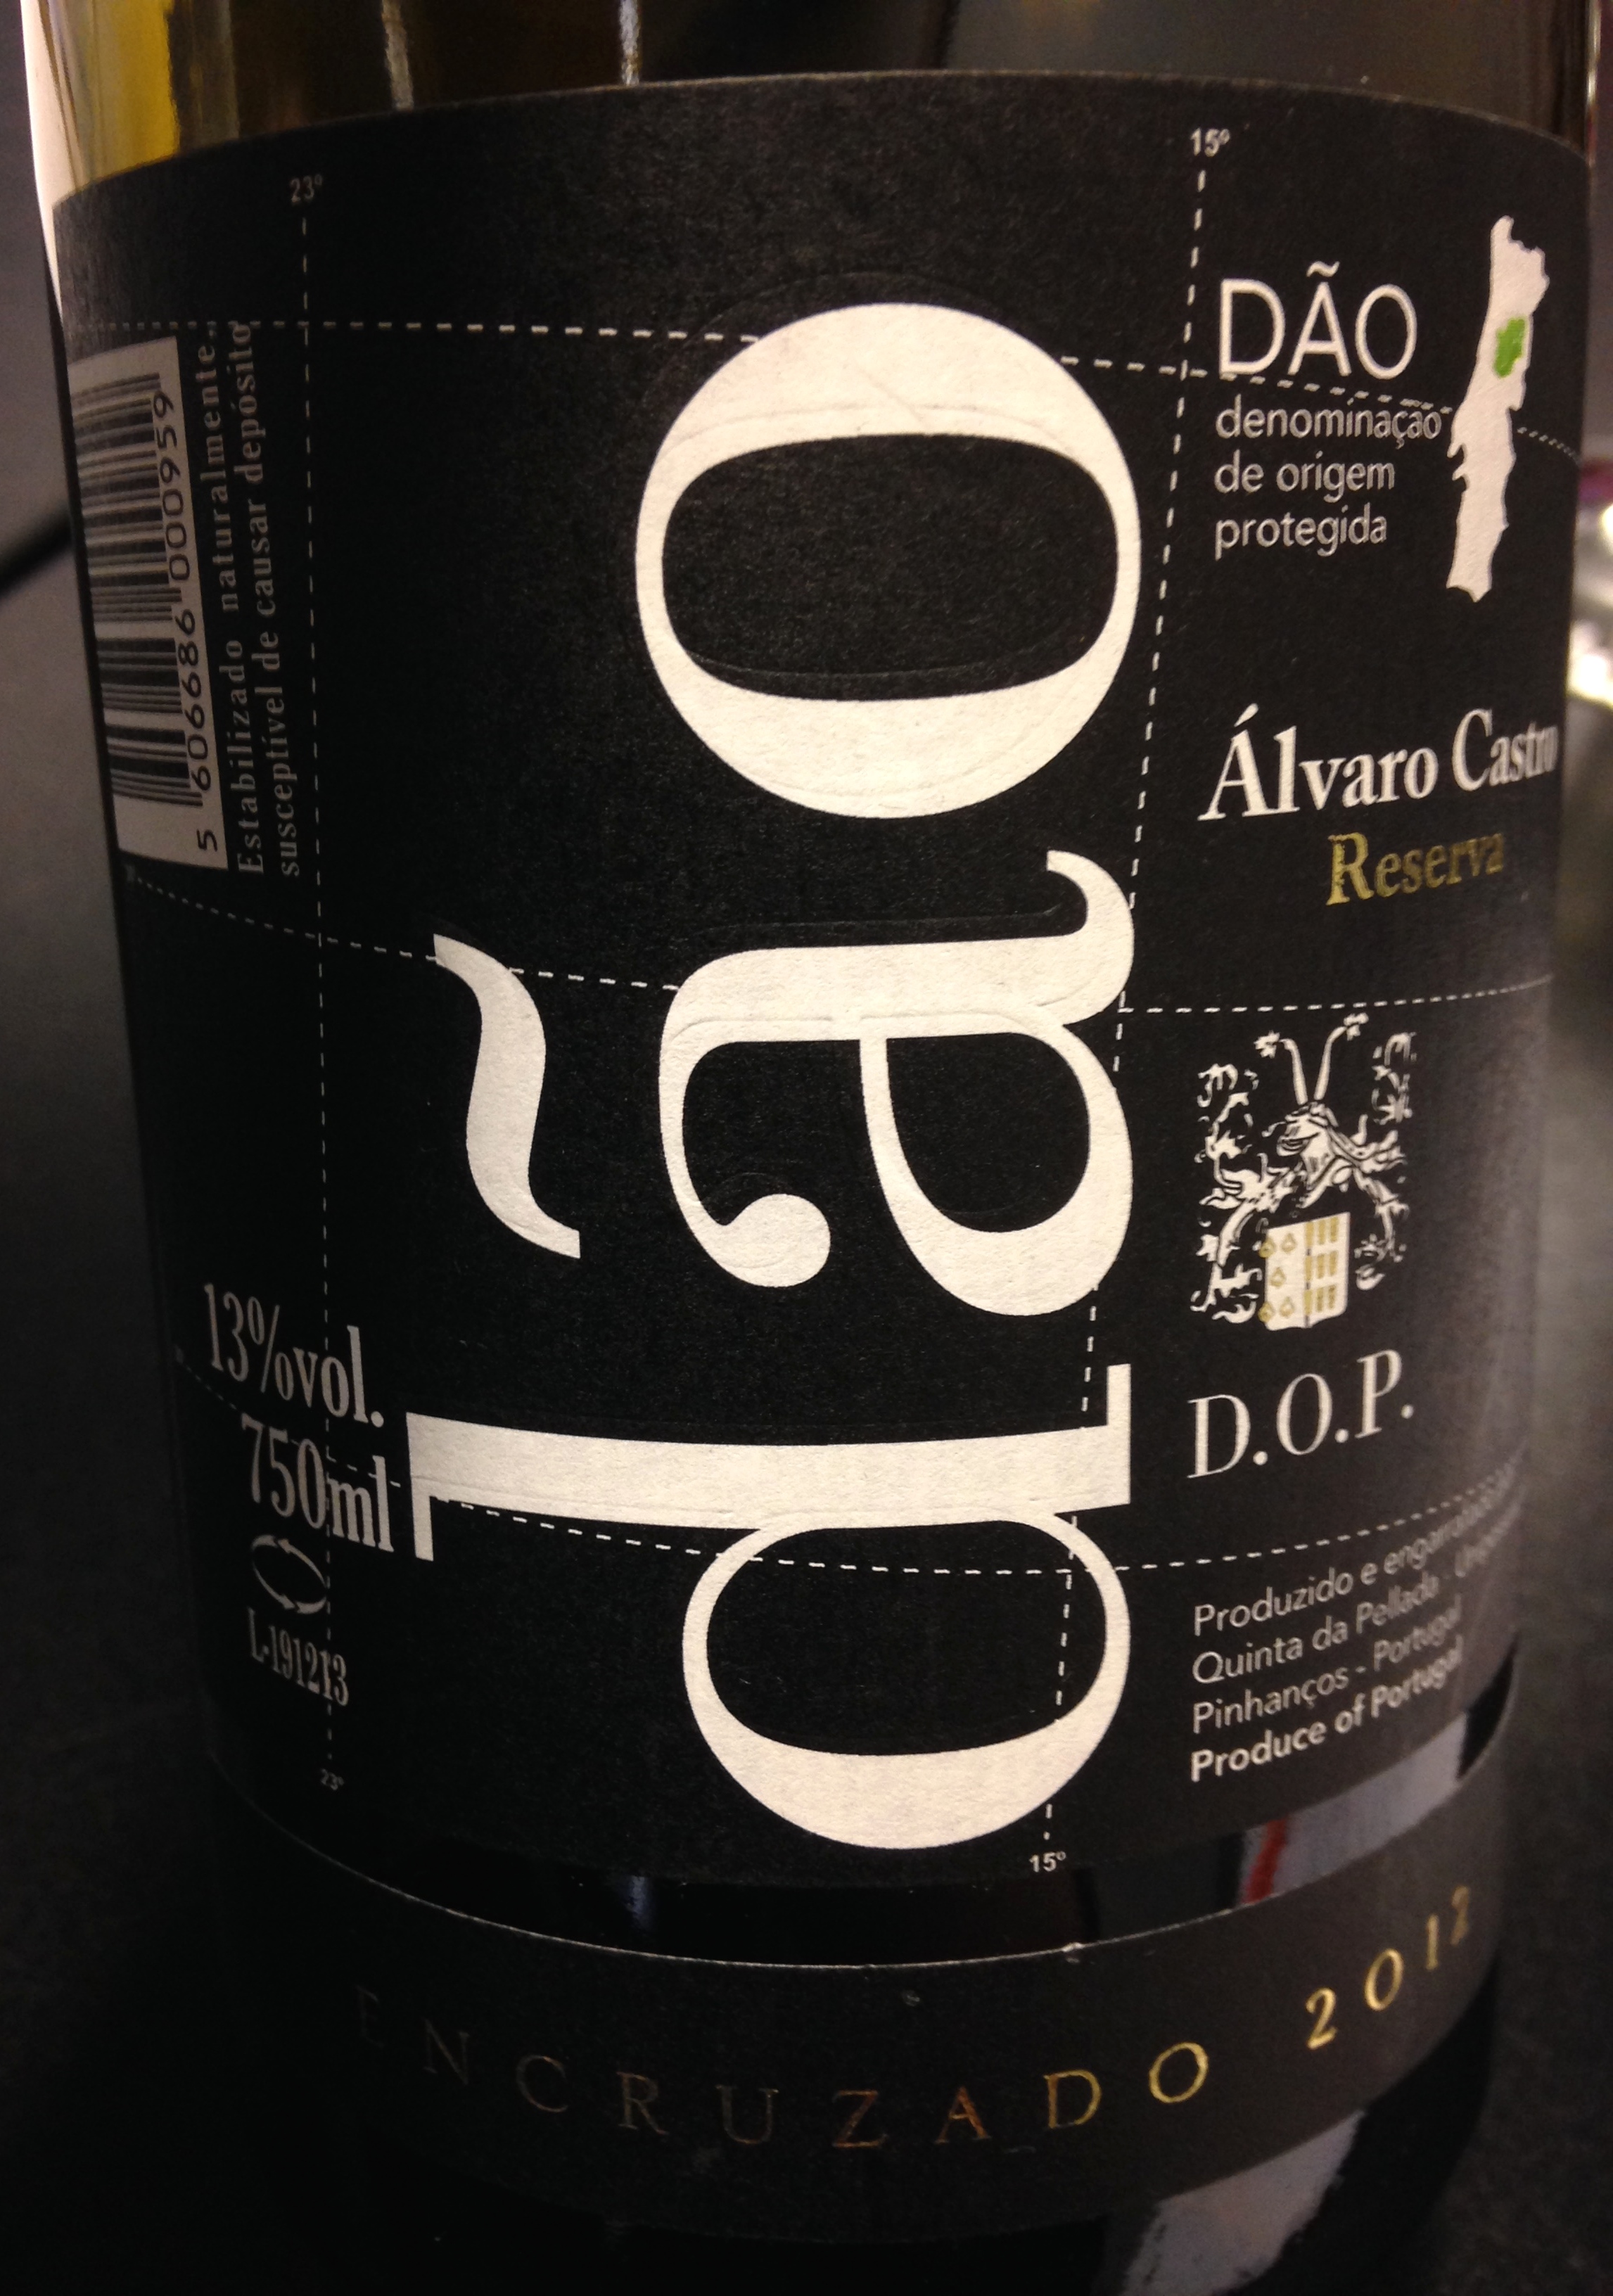 23º
15º
5 606686 000959
Estabilizado naturalmente,
susceptível de causar depósito
dão
DÃO
denominação
de origem
protegida
Álvaro Castro
Reserva
D.O.P.
13%vol.
750ml
L-191213
Produzido e
Quinta da Pellada -
Pinhanços - Portugal
Produce of Portugal
23º
15º
ENCRUZADO 2012